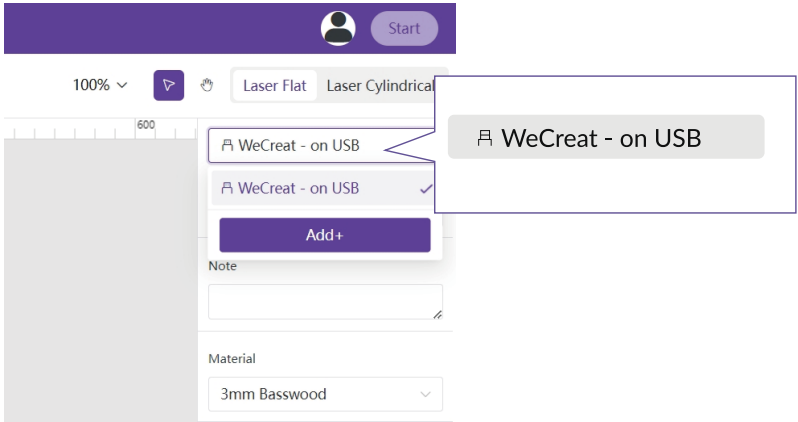 Start
100%
Laser Flat
Laser Cylindrical
600
WeCreat - on USB
WeCreat - on USB
WeCreat - on USB
Add+
Note
Material
3mm Basswood